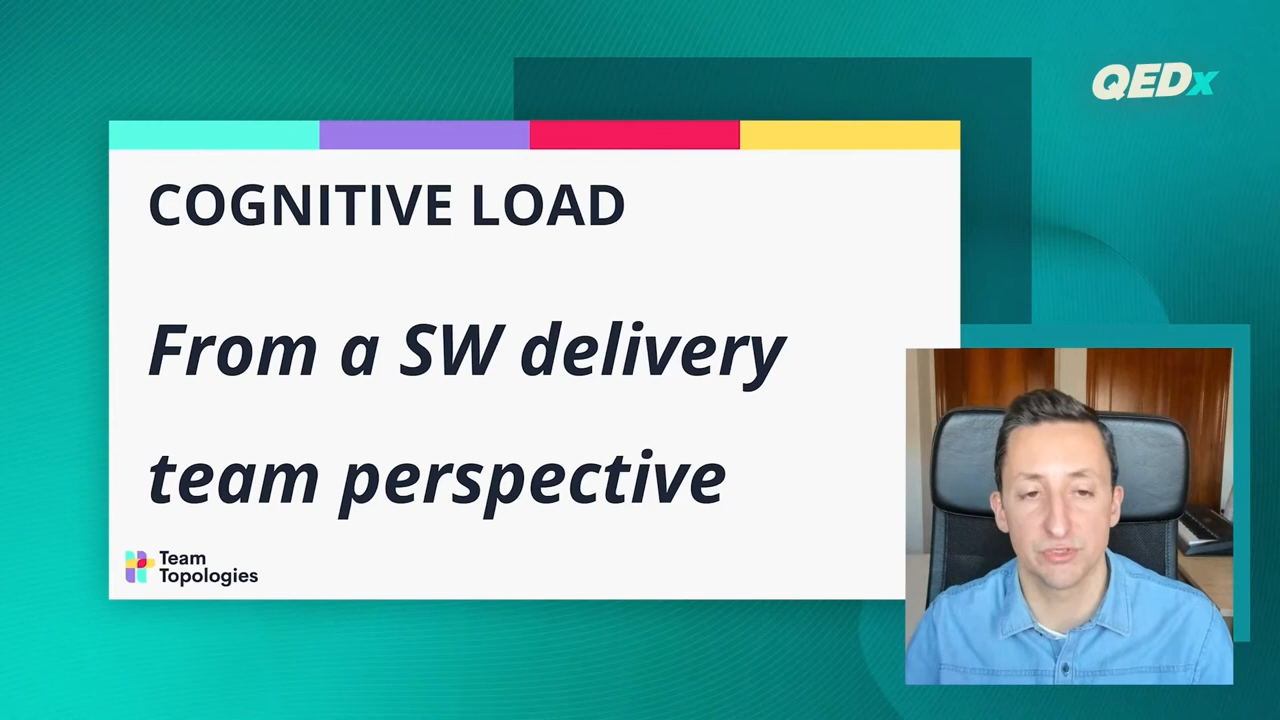 QEDx
COGNITIVE LOAD
From a SW delivery
team perspective
Team
Topologies